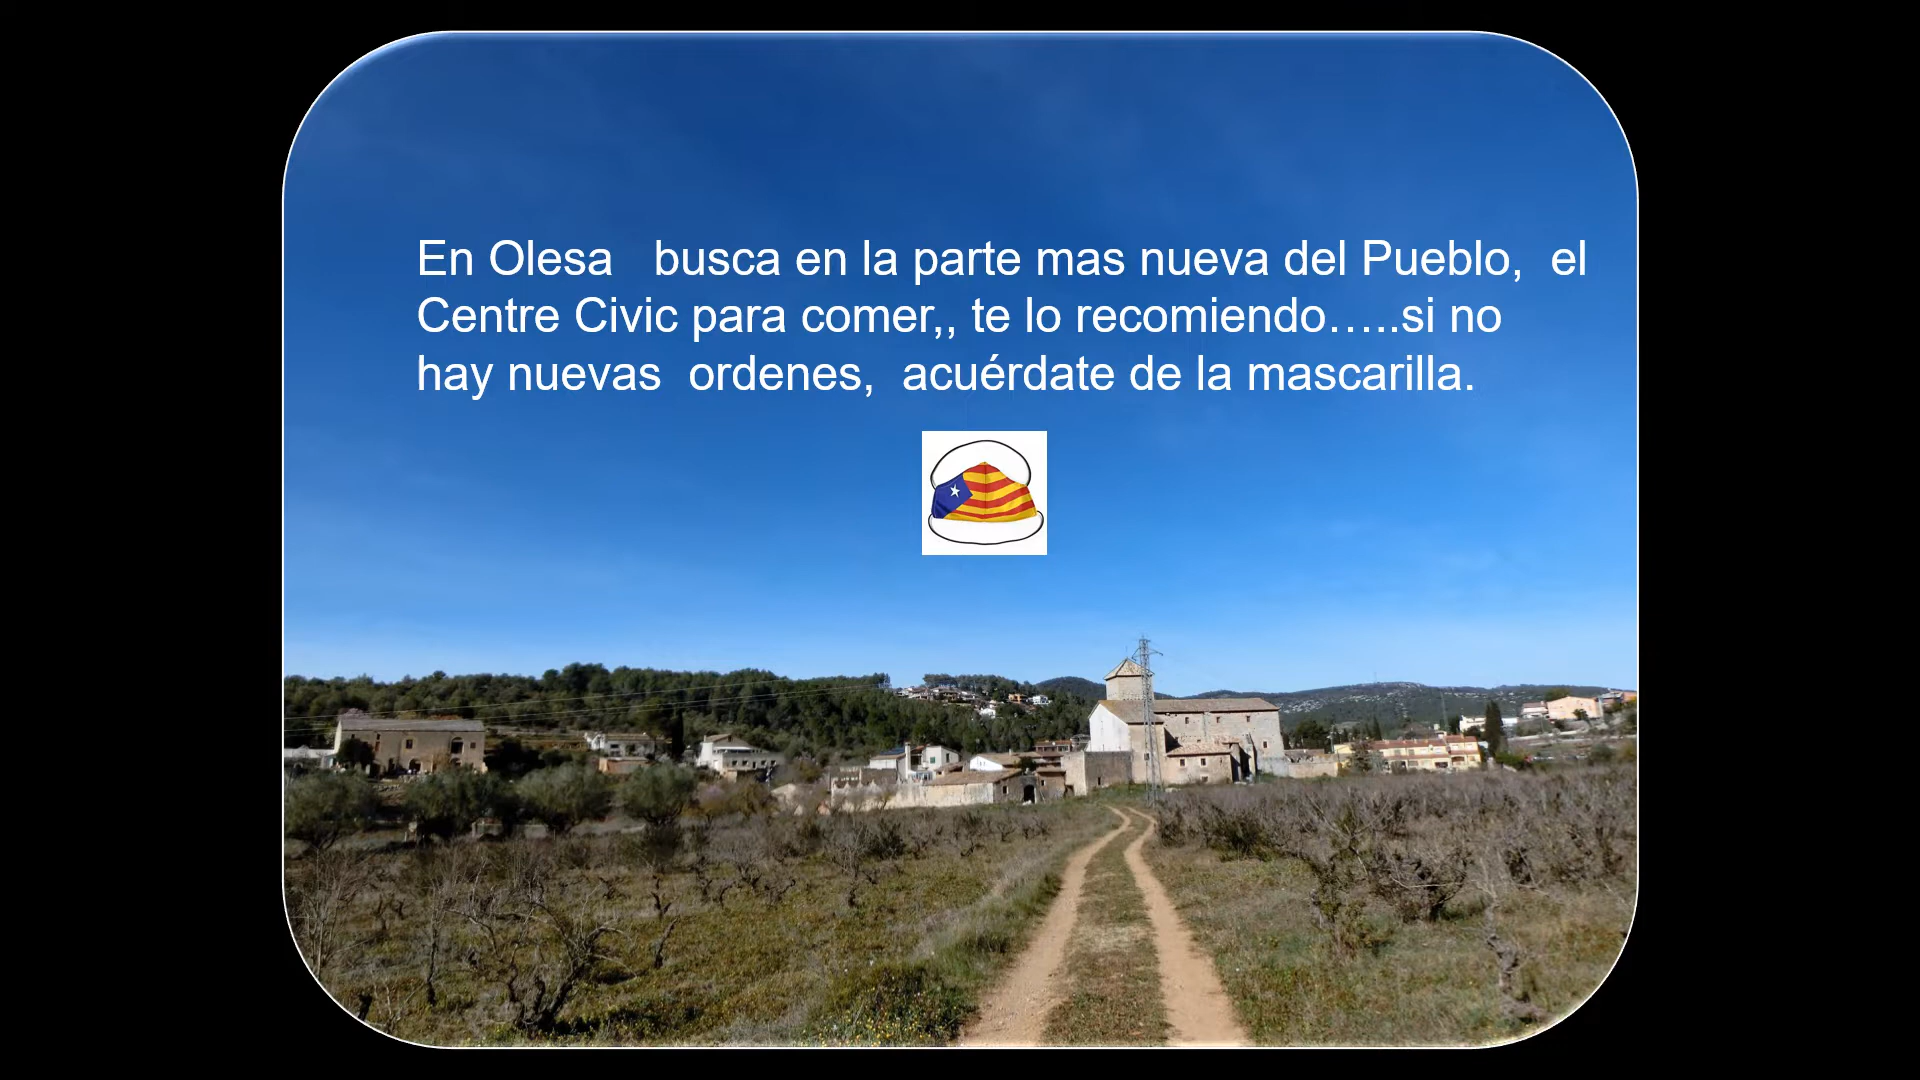 En Olesa   busca en la parte mas nueva del Pueblo,  el
Centre Civic para comer,, te lo recomiendo…..si no
hay nuevas  ordenes,  acuérdate de la mascarilla.